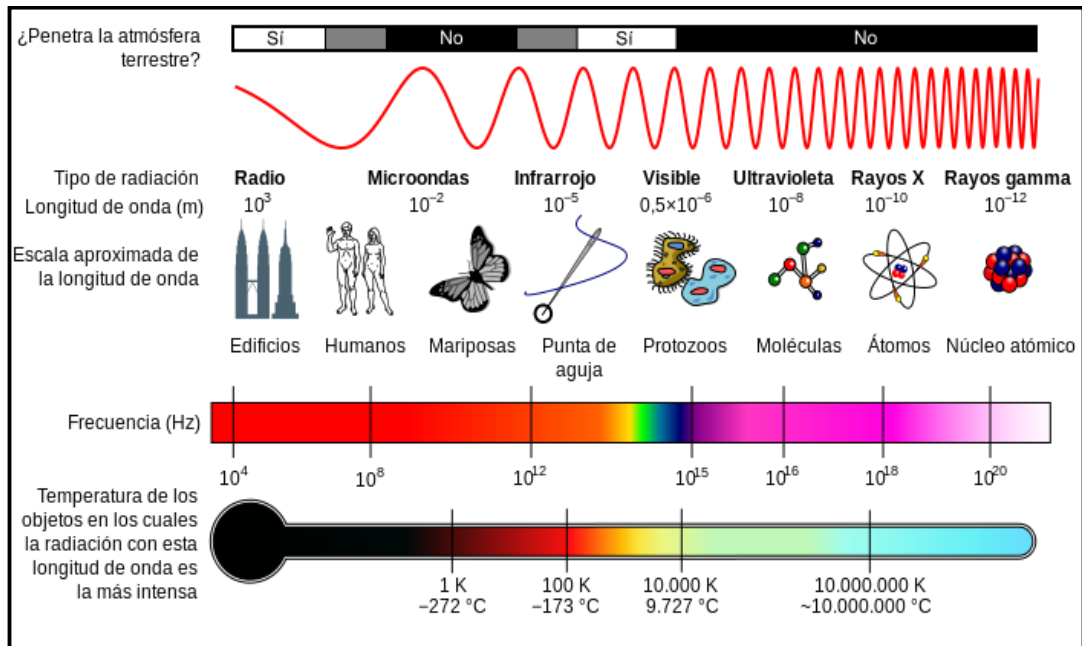 ¿Penetra la atmósfera
terrestre?
Sí No Sí No
Tipo de radiación Radio Microondas Infrarrojo Visible Ultravioleta Rayos X Rayos gamma
Longitud de onda (m) 10³ 10⁻² 10⁻⁵ 0,5×10⁻⁶ 10⁻⁸ 10⁻¹⁰ 10⁻¹²
Escala aproximada de
la longitud de onda
Edificios Humanos Mariposas Punta de Protozoos Moléculas Átomos Núcleo atómico
aguja
Frecuencia (Hz)
10⁴ 10⁸ 10¹² 10¹⁵ 10¹⁶ 10¹⁸ 10²⁰
Temperatura de los
objetos en los cuales
la radiación con esta
longitud de onda es
la más intensa
1 K 100 K 10.000 K 10.000.000 K
−272 °C −173 °C 9.727 °C ~10.000.000 °C